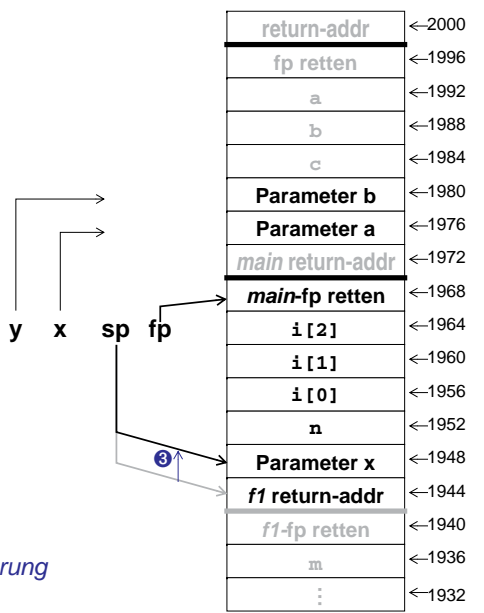 return-addr ←2000
fp retten ←1996
a ←1992
b ←1988
c ←1984
Parameter b ←1980
Parameter a ←1976
main return-addr ←1972
main-fp retten ←1968
y x sp fp i[2] ←1964
i[1] ←1960
i[0] ←1956
n ←1952
Parameter x ←1948
❸ f1 return-addr ←1944
f1-fp retten ←1940
rung m ←1936
⋮ ←1932